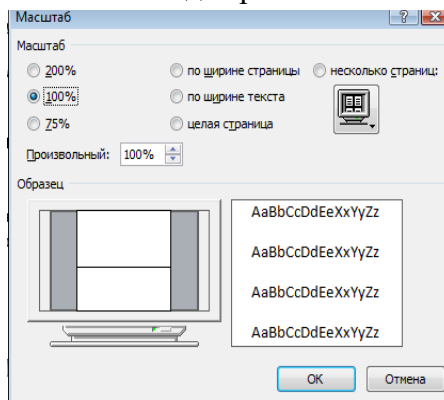 Масштаб
Масштаб
200% по ширине страницы несколько страниц:
100% по ширине текста
75% целая страница
Произвольный: 100%
Образец
AaBbCcDdEeXxYyZz
AaBbCcDdEeXxYyZz
AaBbCcDdEeXxYyZz
AaBbCcDdEeXxYyZz
ОК Отмена